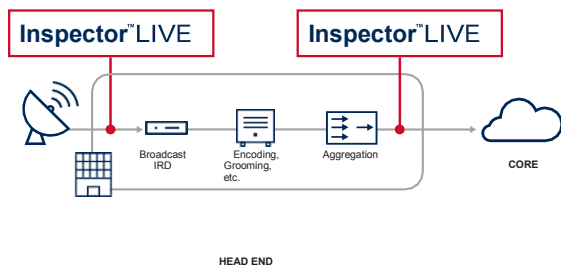 Inspector™LIVE
Inspector™LIVE
Broadcast
IRD
Encoding,
Grooming,
etc.
Aggregation
CORE
HEAD END